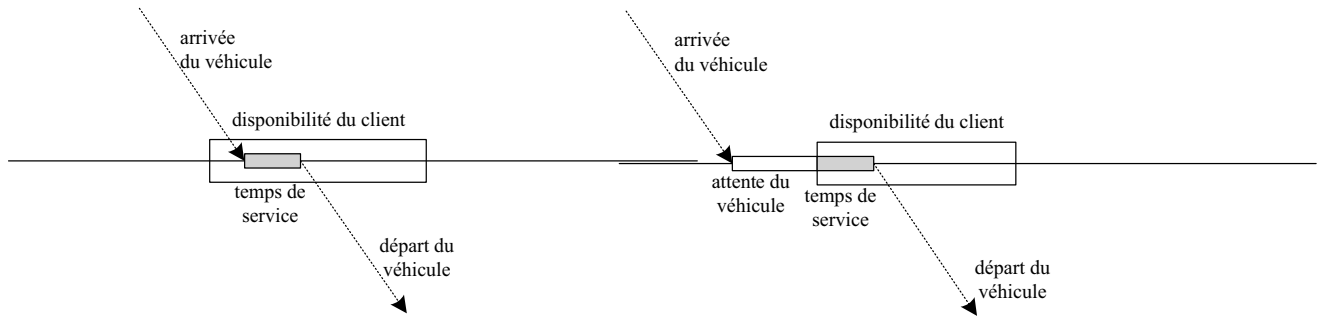 arrivée
du véhicule
disponibilité du client
temps de
service
départ du
véhicule
arrivée
du véhicule
disponibilité du client
attente du
véhicule
temps de
service
départ du
véhicule